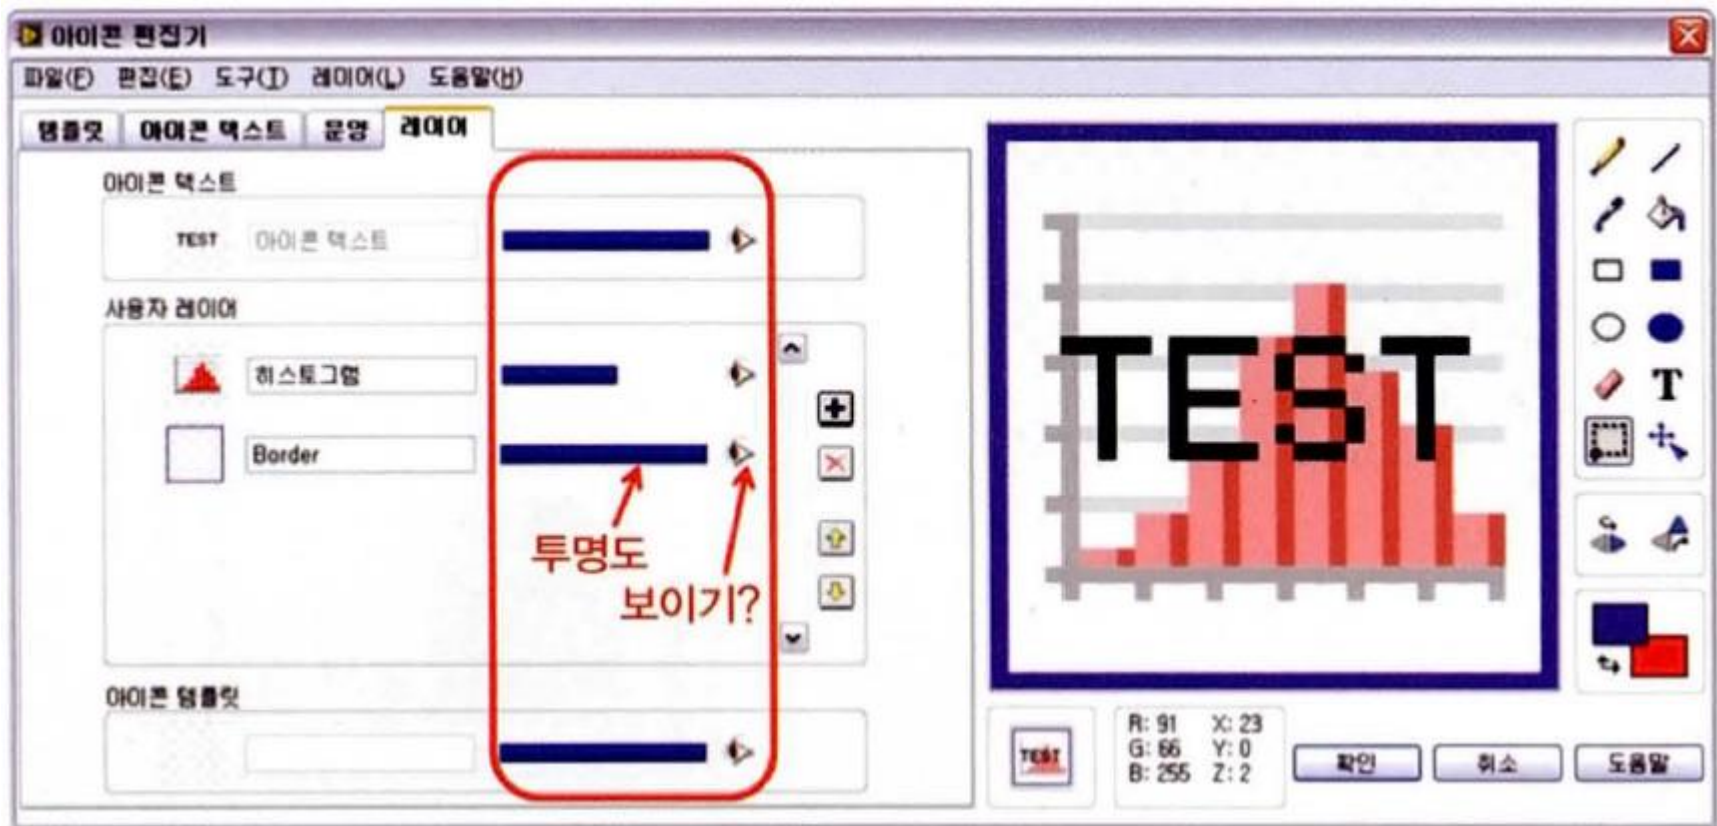 아이콘 편집기
파일(F) 편집(E) 도구(T) 레이어(L) 도움말(H)
템플릿 아이콘 텍스트 문양 레이어
아이콘 텍스트
TEST 아이콘 텍스트
사용자 레이어
히스토그램
Border
투명도
보이기?
아이콘 템플릿
TEST
TEST
R: 91 X: 23
G: 66 Y: 0
B: 255 Z: 2
확인 취소 도움말
T